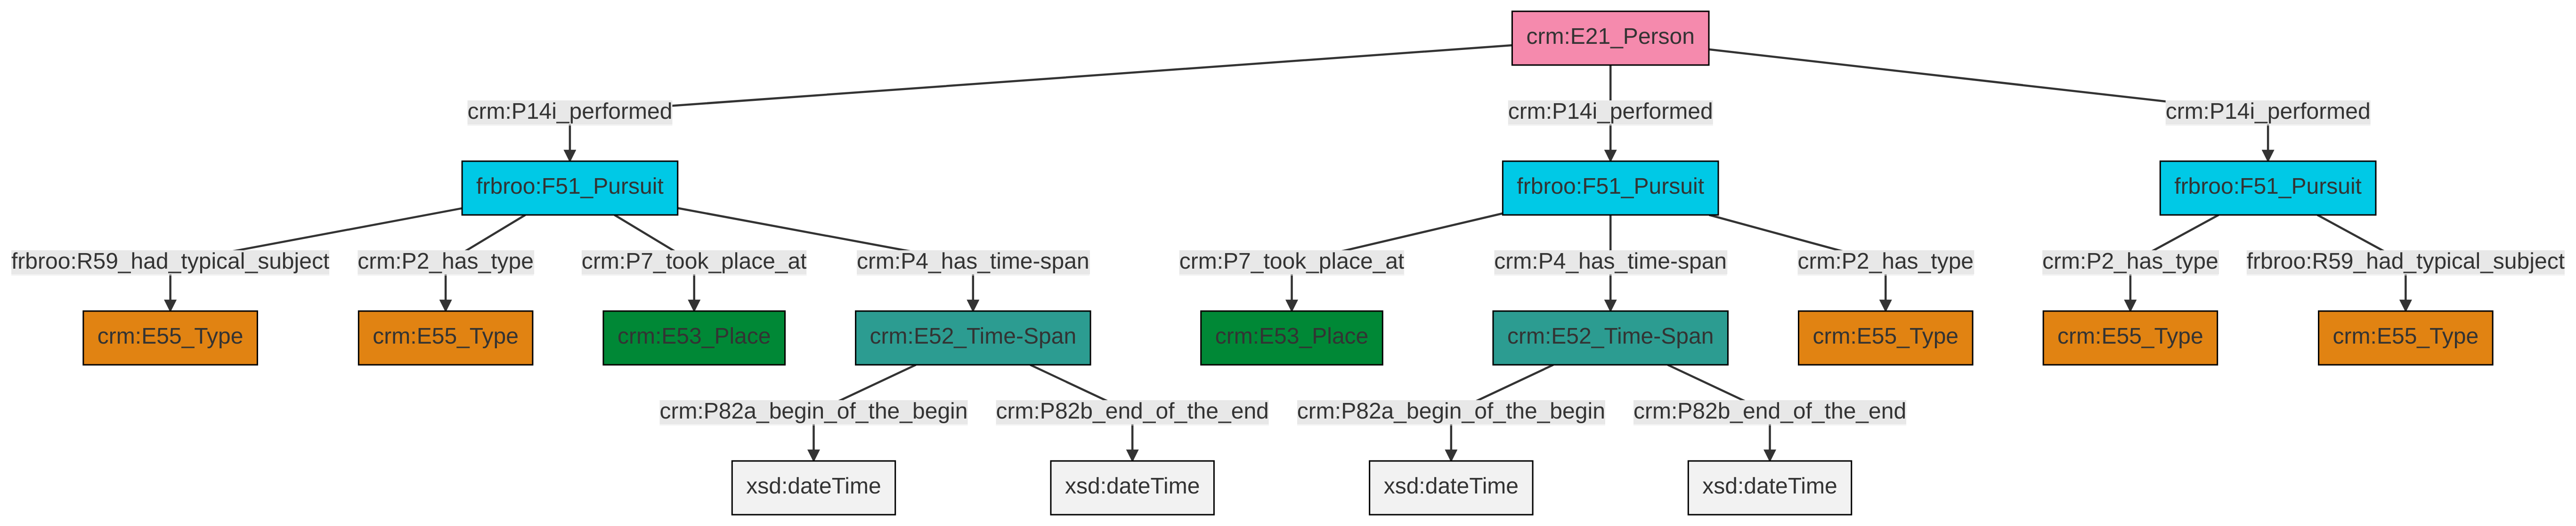 crm:E21_Person
crm:P14i_performed
crm:P14i_performed
crm:P14i_performed
frbroo:F51_Pursuit
frbroo:F51_Pursuit
frbroo:F51_Pursuit
frbroo:R59_had_typical_subject
crm:P2_has_type
crm:P7_took_place_at
crm:P4_has_time-span
crm:P7_took_place_at
crm:P4_has_time-span
crm:P2_has_type
crm:P2_has_type
frbroo:R59_had_typical_subject
crm:E55_Type
crm:E55_Type
crm:E53_Place
crm:E52_Time-Span
crm:E53_Place
crm:E52_Time-Span
crm:E55_Type
crm:E55_Type
crm:E55_Type
crm:P82a_begin_of_the_begin
crm:P82b_end_of_the_end
crm:P82a_begin_of_the_begin
crm:P82b_end_of_the_end
xsd:dateTime
xsd:dateTime
xsd:dateTime
xsd:dateTime